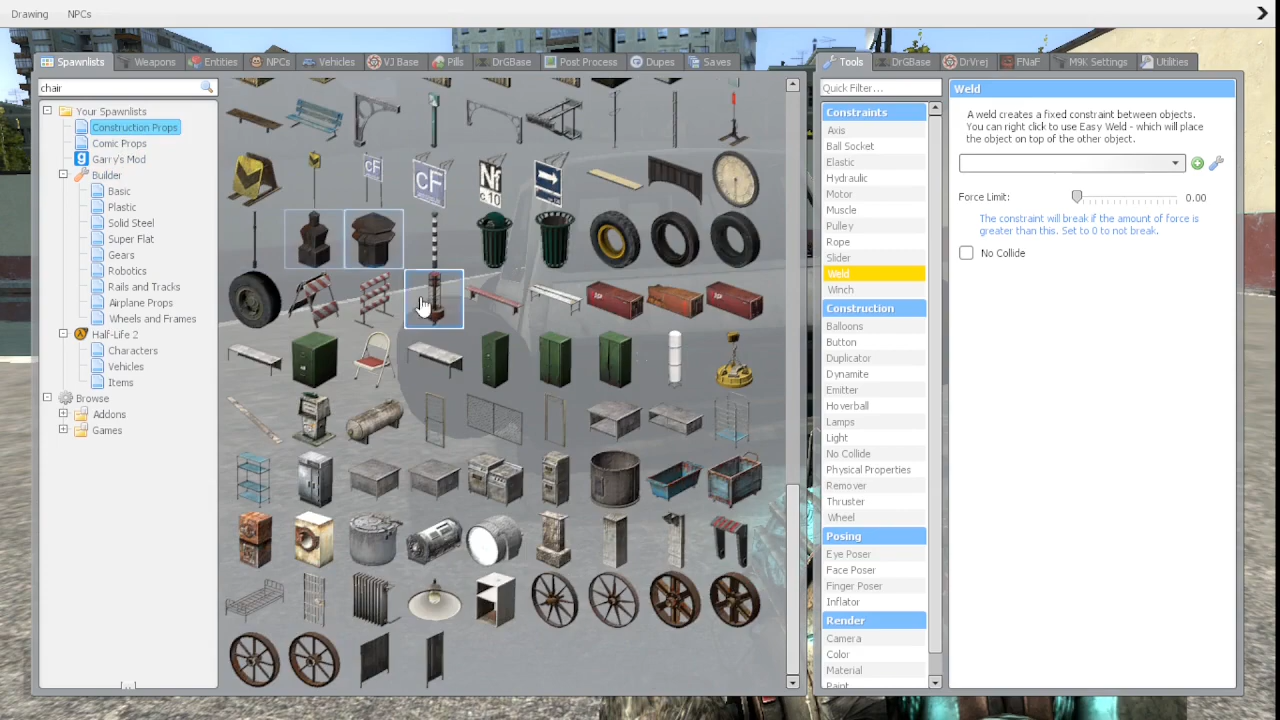 Drawing NPCs
Spawnlists Weapons Entities NPCs Vehicles VJ Base Pills DrGBase Post Process Dupes Saves
Tools DrGBase DrVrej FNaF M9K Settings Utilities
chair
Your Spawnlists
Construction Props
Comic Props
Garry's Mod
Builder
Basic
Plastic
Solid Steel
Super Flat
Gears
Robotics
Rails and Tracks
Airplane Props
Wheels and Frames
Half-Life 2
Characters
Vehicles
Items
Browse
Addons
Games
cF
cF
Nf
c.10
Quick Filter...
Constraints
Axis
Ball Socket
Elastic
Hydraulic
Motor
Muscle
Pulley
Rope
Slider
Weld
Winch
Construction
Balloons
Button
Duplicator
Dynamite
Emitter
Hoverball
Lamps
Light
No Collide
Physical Properties
Remover
Thruster
Wheel
Posing
Eye Poser
Face Poser
Finger Poser
Inflator
Render
Camera
Color
Material
Paint
Weld
A weld creates a fixed constraint between objects.
You can right click to use Easy Weld - which will place
the object on top of the other object.
Force Limit: 0.00
The constraint will break if the amount of force is
greater than this. Set to 0 to not break.
No Collide